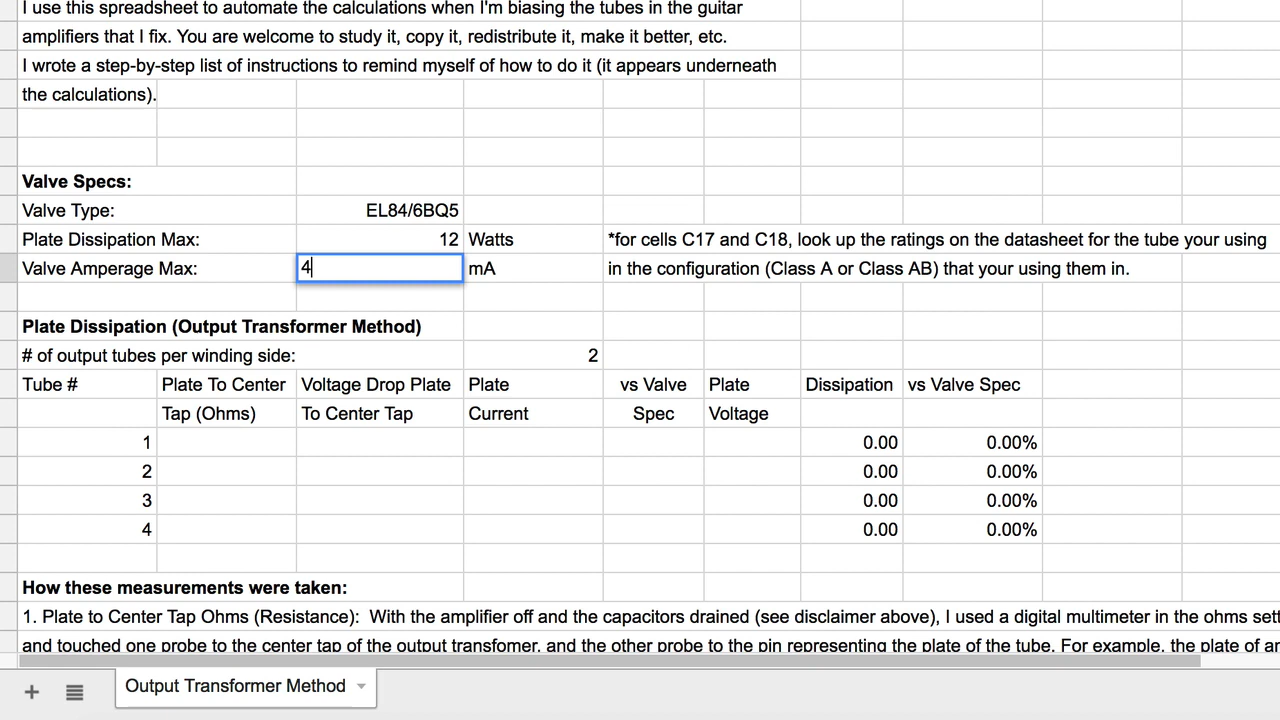 I use this spreadsheet to automate the calculations when I'm biasing the tubes in the guitar
amplifiers that I fix. You are welcome to study it, copy it, redistribute it, make it better, etc.
I wrote a step-by-step list of instructions to remind myself of how to do it (it appears underneath
the calculations).
Valve Specs:
Valve Type: EL84/6BQ5
Plate Dissipation Max: 12 Watts *for cells C17 and C18, look up the ratings on the datasheet for the tube your using
Valve Amperage Max: 4 mA in the configuration (Class A or Class AB) that your using them in.
Plate Dissipation (Output Transformer Method)
# of output tubes per winding side: 2
Tube # Plate To Center Voltage Drop Plate Plate vs Valve Plate Dissipation vs Valve Spec
Tap (Ohms) To Center Tap Current Spec Voltage
1 0.00 0.00%
2 0.00 0.00%
3 0.00 0.00%
4 0.00 0.00%
How these measurements were taken:
1. Plate to Center Tap Ohms (Resistance): With the amplifier off and the capacitors drained (see disclaimer above), I used a digital multimeter in the ohms sett
and touched one probe to the center tap of the output transfomer, and the other probe to the pin representing the plate of the tube. For example, the plate of an
+ Output Transformer Method